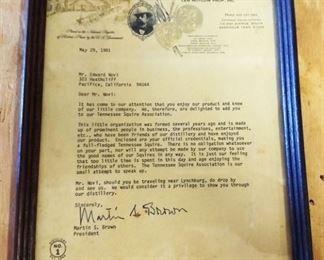 LEM MOTLOW PROP., INC.
May 29, 1981
Mr. Edward Novi
Pacifica, California 94044
Dear Mr. Novi:
It has come to our attention that you enjoy our product and know
of our little company. We, therefore, are delighted to add you to
our Tennessee Squire Association.
This little organization was formed several years ago and is made
up of prominent people in business, the professions, entertainment,
etc., who have been friends of our distillery and have enjoyed
our product. Enclosed are your official credentials, making you
a full-fledged Tennessee Squire. There is no obligation whatsoever
on your part, nor will any attempt be made by our company to use
the good names of our Squires in any way. It is just our feeling
that too little time is spent in this day and age enjoying the
friendships of others. The Tennessee Squire Association is our
small attempt to speak up.
Mr. Novi, should you be traveling near Lynchburg, do drop by
and see us. We would consider it a privilege to show you through
our distillery.
Sincerely,
Martin S. Brown
Martin S. Brown
President
NO. 1